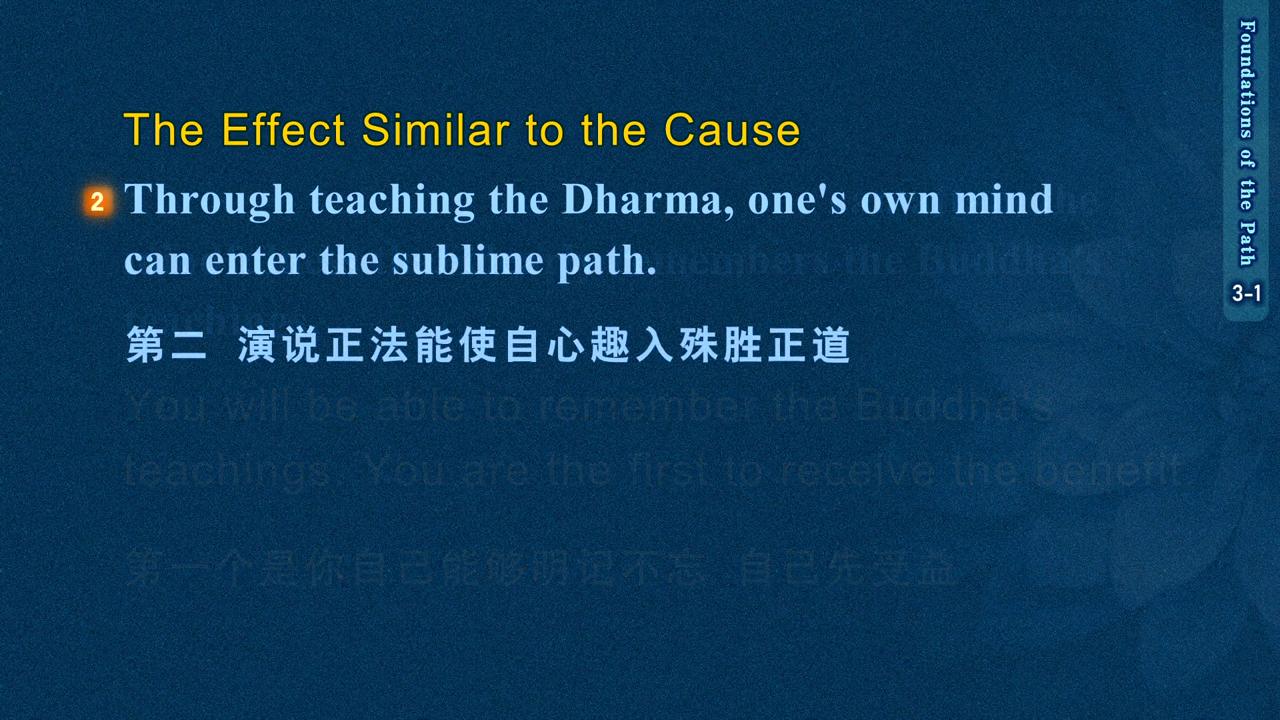 The Effect Similar to the Cause
2 Through teaching the Dharma, one's own mind
can enter the sublime path.
第二 演说正法能使自心趣入殊胜正道
You will be able to remember the Buddha's
teachings. You are the first to receive the benefit.
第一个是你自己能够明记不忘 自己先受益
Foundations of the Path
3-1